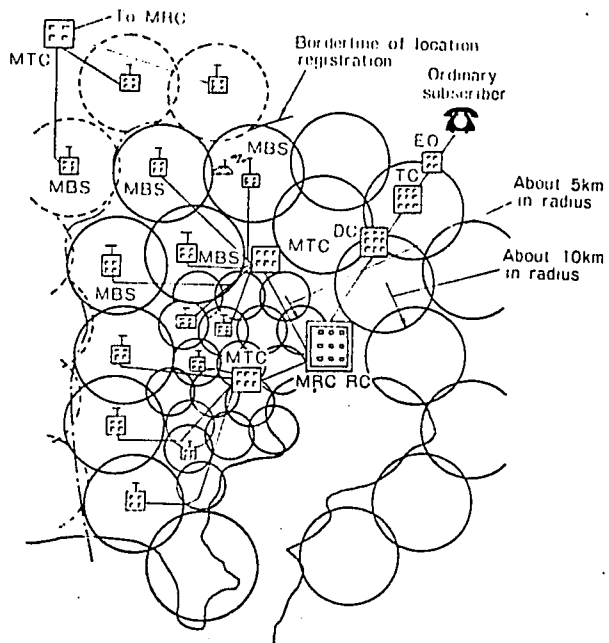 To MRC
MTC
Borderline of location
registration
Ordinary
subscriber
EO
TC
MBS
MBS
MBS
About 5km
in radius
DC
MTC
MBS
About 10km
in radius
MBS
MTC
MRC RC